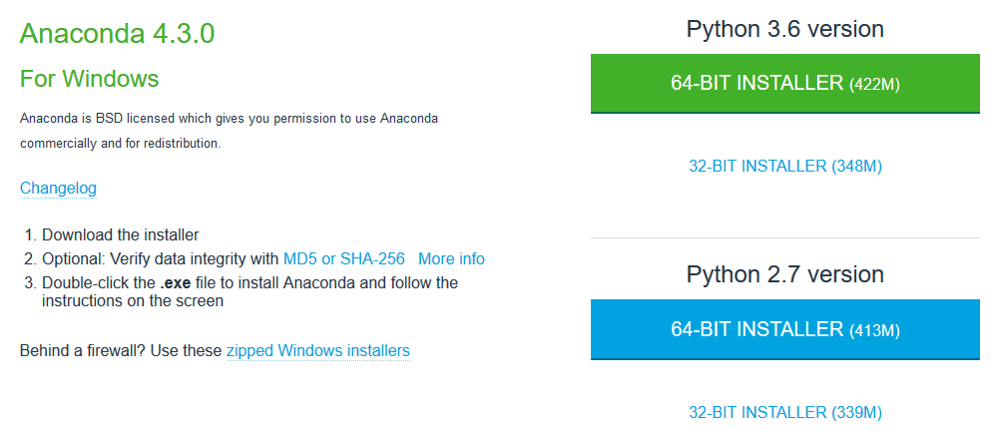 Anaconda 4.3.0
For Windows
Anaconda is BSD licensed which gives you permission to use Anaconda
commercially and for redistribution.
Changelog
1. Download the installer
2. Optional: Verify data integrity with MD5 or SHA-256 More info
3. Double-click the .exe file to install Anaconda and follow the
instructions on the screen
Behind a firewall? Use these zipped Windows installers
Python 3.6 version
64-BIT INSTALLER (422M)
32-BIT INSTALLER (348M)
Python 2.7 version
64-BIT INSTALLER (413M)
32-BIT INSTALLER (339M)